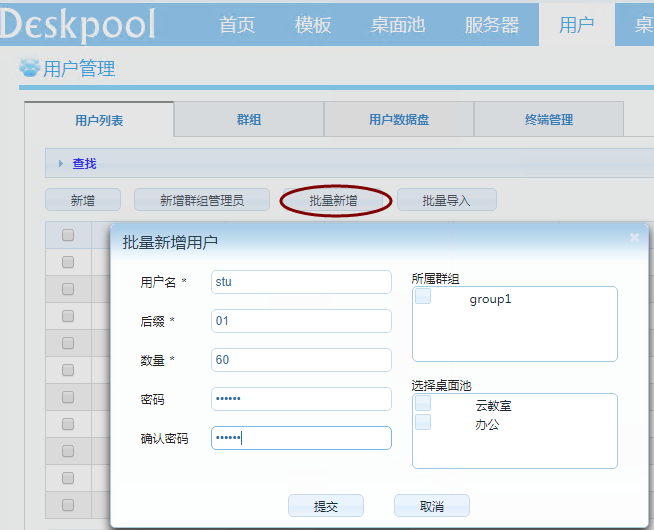 Deskpool 首页 模板 桌面池 服务器 用户 桌
用户管理
用户列表 群组 用户数据盘 终端管理
查找
新增 新增群组管理员 批量新增 批量导入
批量新增用户 ×
用户名 * stu
后缀 * 01
数量 * 60
密码 ••••••
确认密码 ••••••
所属群组
group1
选择桌面池
云教室
办公
提交 取消